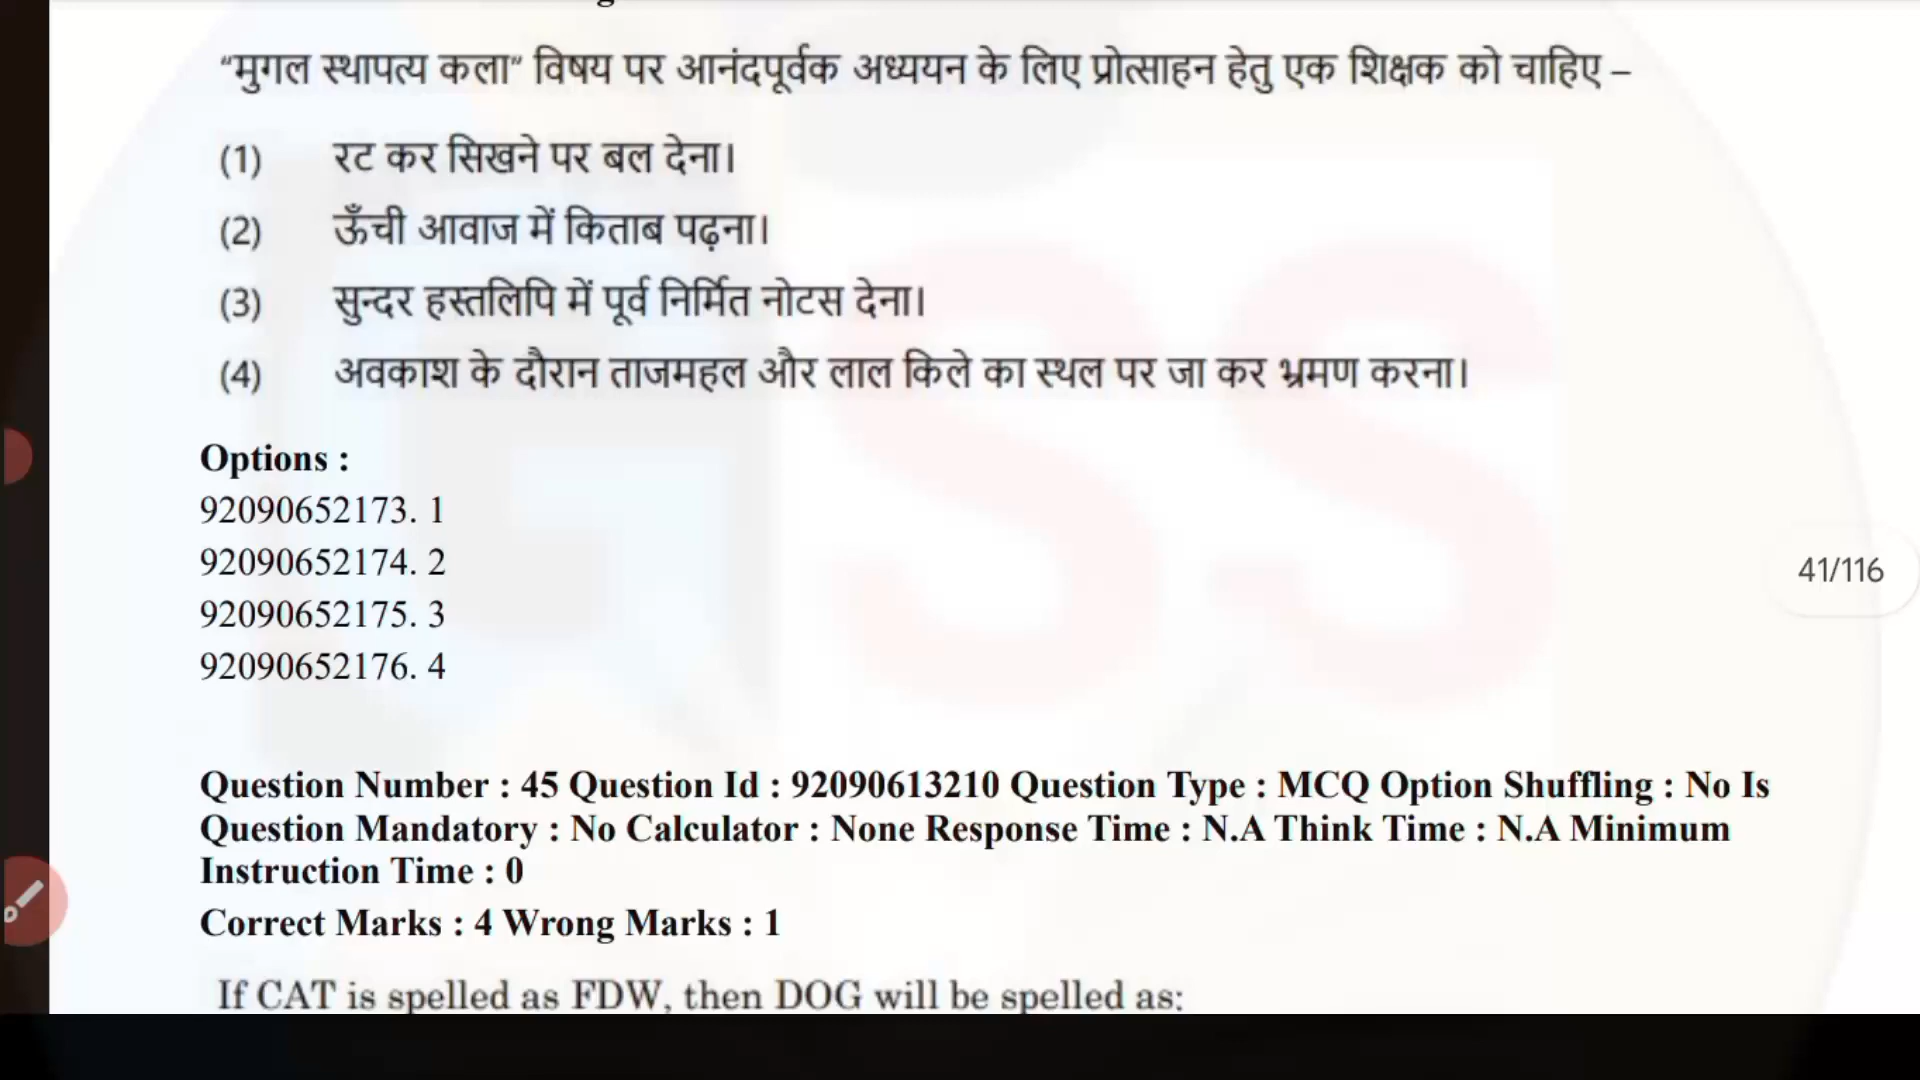 “मुगल स्थापत्य कला” विषय पर आनंदपूर्वक अध्ययन के लिए प्रोत्साहन हेतु एक शिक्षक को चाहिए –
(1) रट कर सिखने पर बल देना।
(2) ऊँची आवाज में किताब पढ़ना।
(3) सुन्दर हस्तलिपि में पूर्व निर्मित नोटस देना।
(4) अवकाश के दौरान ताजमहल और लाल किले का स्थल पर जा कर भ्रमण करना।
Options :
92090652173. 1
92090652174. 2
92090652175. 3
92090652176. 4
41/116
Question Number : 45 Question Id : 92090613210 Question Type : MCQ Option Shuffling : No Is
Question Mandatory : No Calculator : None Response Time : N.A Think Time : N.A Minimum
Instruction Time : 0
Correct Marks : 4 Wrong Marks : 1
If CAT is spelled as FDW, then DOG will be spelled as: